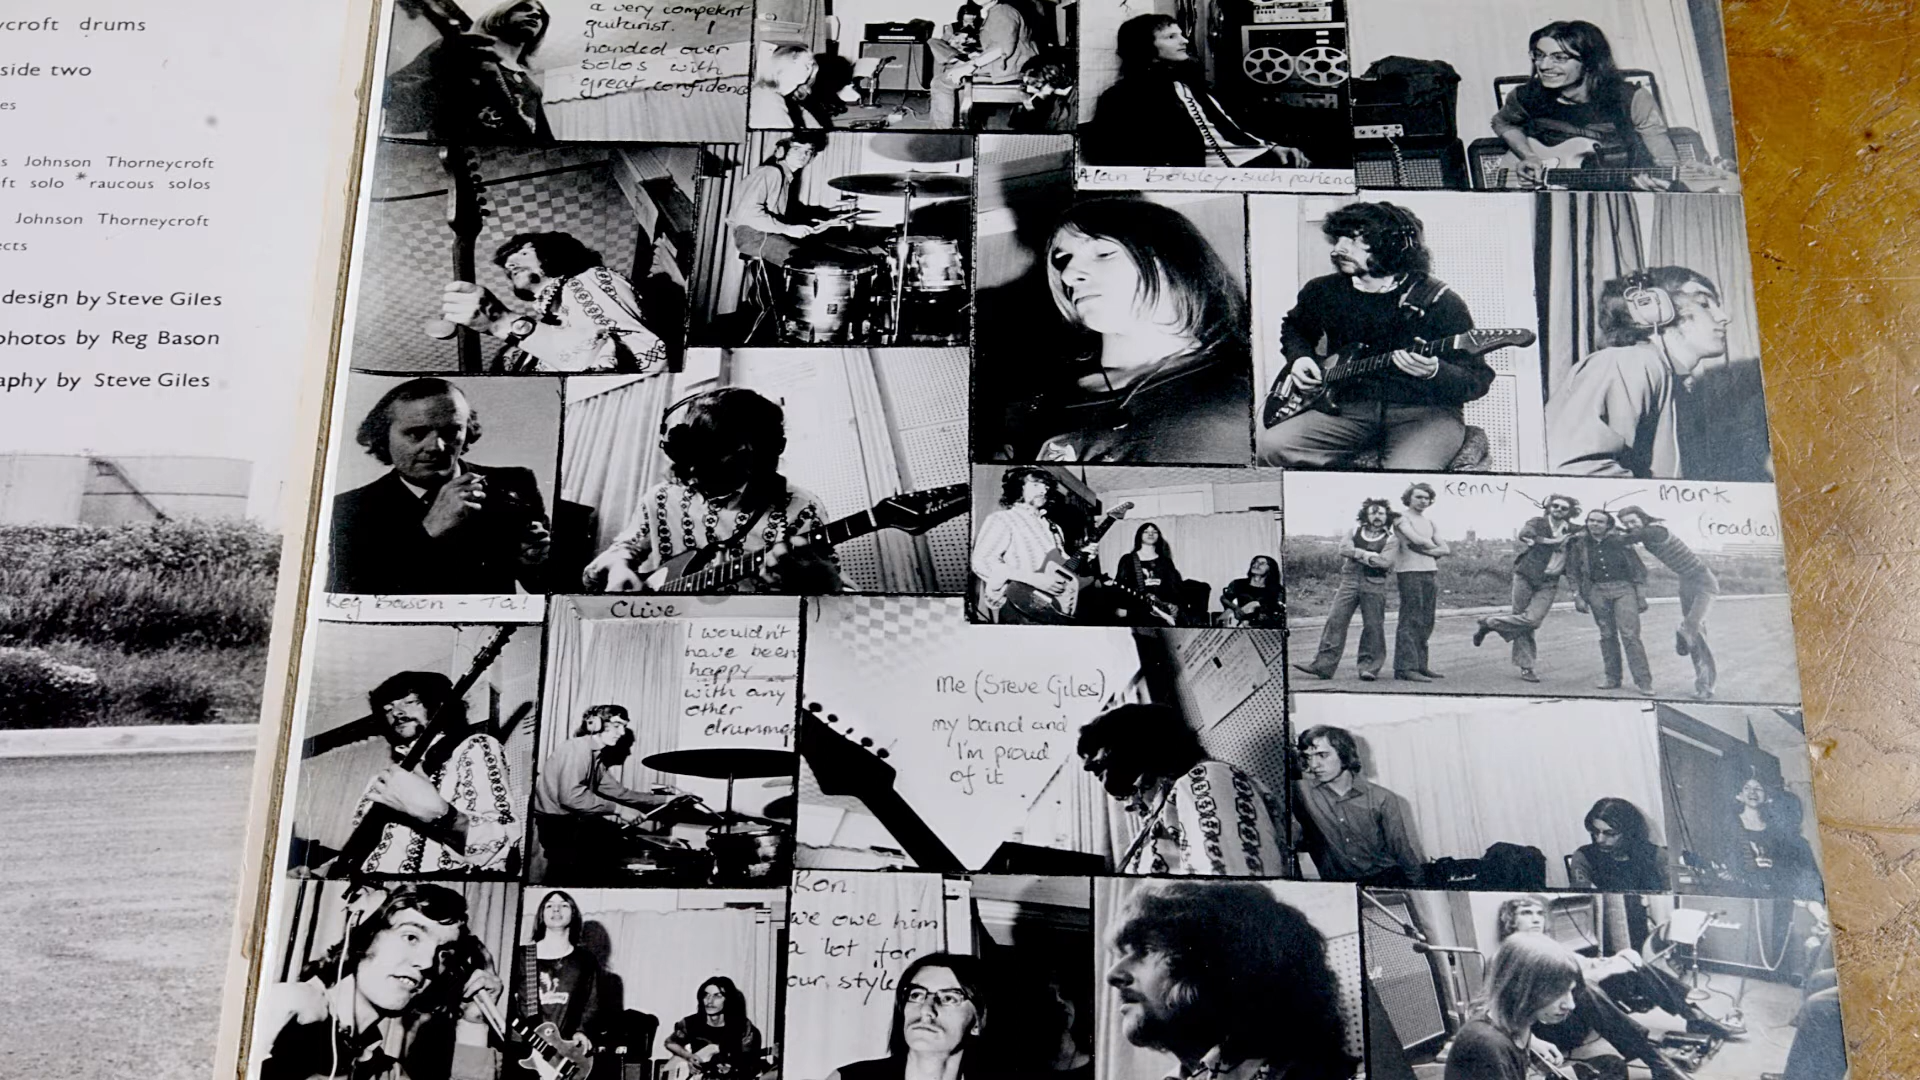 ycroft drums
side two
es
s Johnson Thorneycroft
ft solo * raucous solos
Johnson Thorneycroft
ects
design by Steve Giles
photos by Reg Bason
aphy by Steve Giles
a very competent
guitarist. I
handed over
solos with
great confidence
Alan Bowley. such patienc
Kenny
Mark
(roadies)
Reg Bason - Ta!
Clive
I wouldn't
have been
happy
with any
other
drummer
Me (Steve Giles)
my band and
I'm proud
of it
Marshall
Ron.
we owe him
a lot for
our style